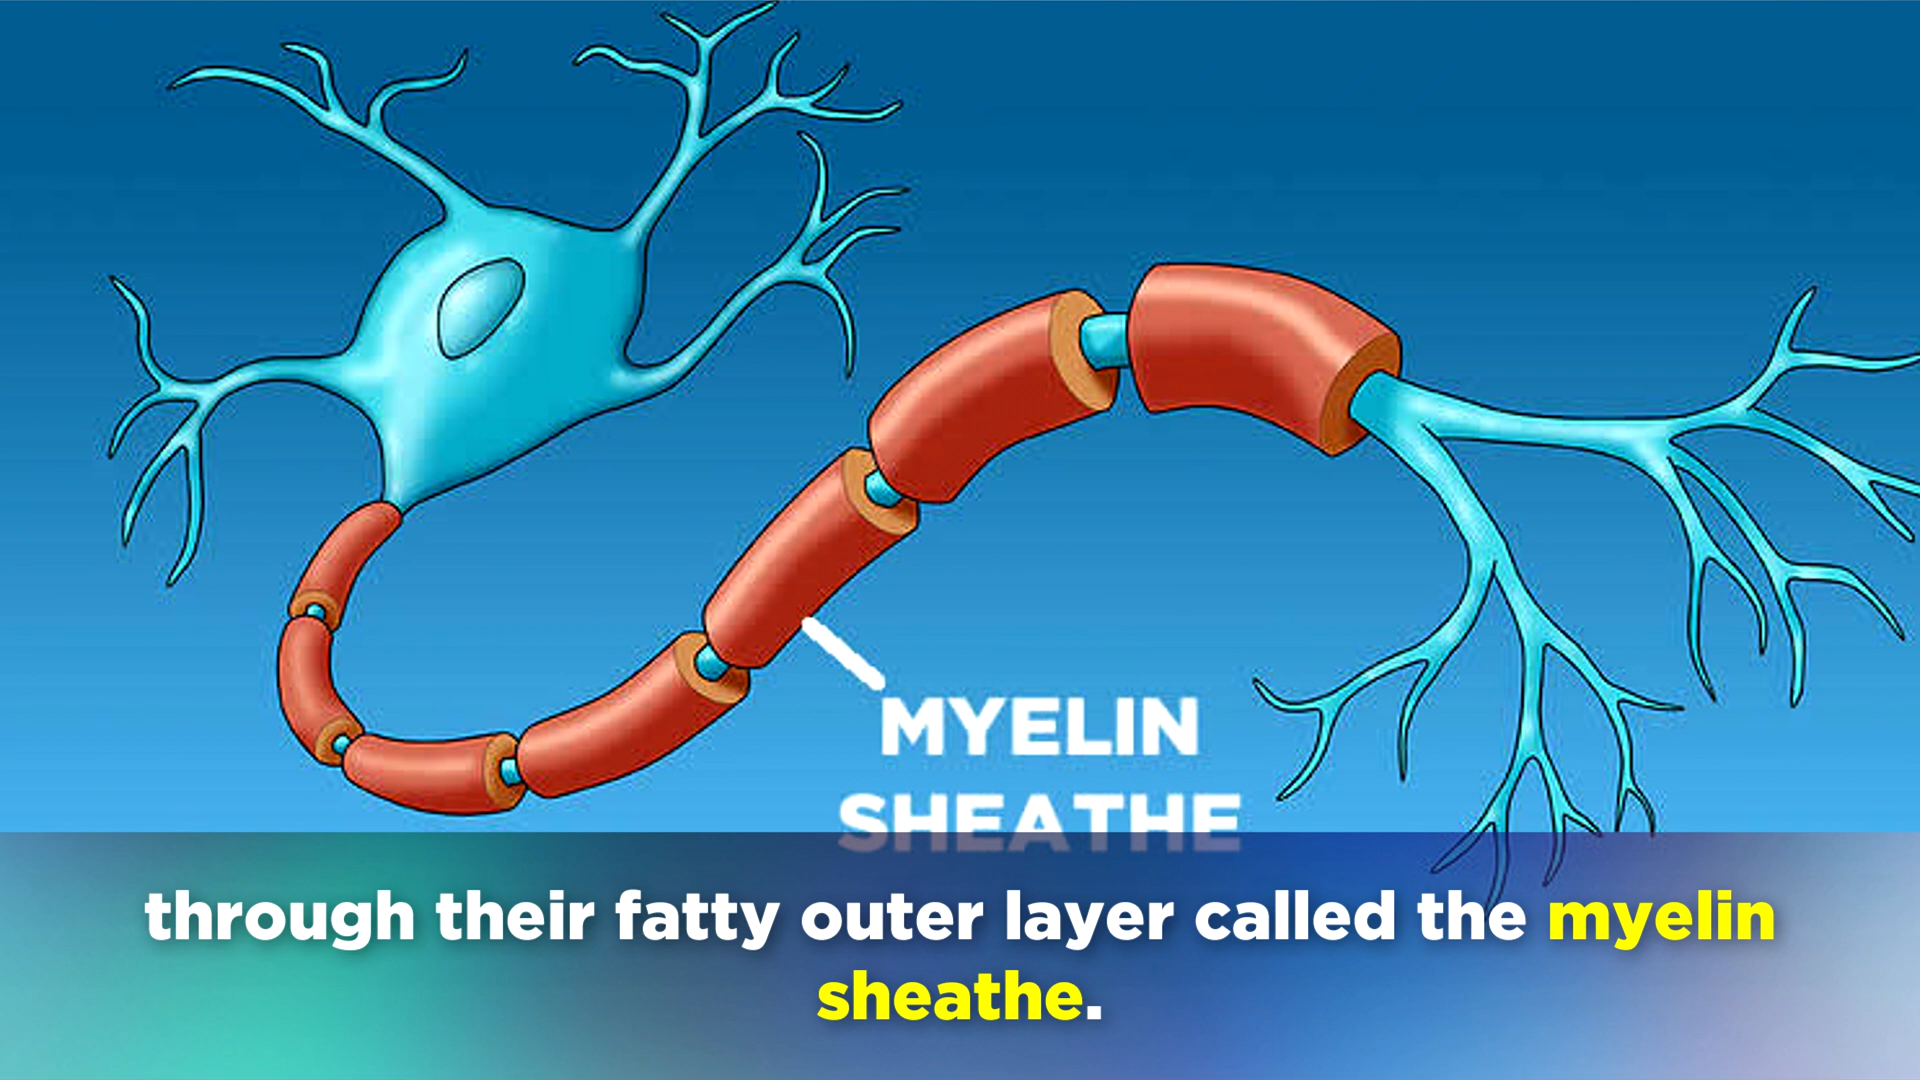 MYELIN
SHEATHE
through their fatty outer layer called the myelin
sheathe.